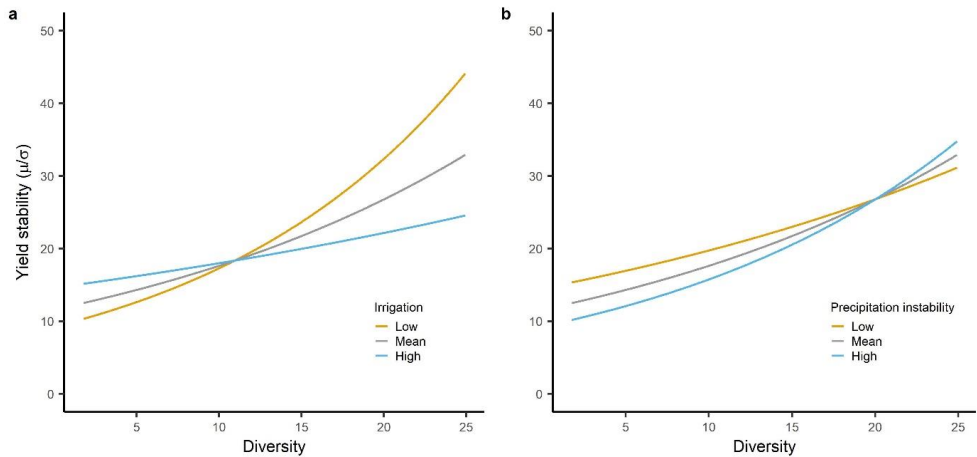 a
Yield stability (μ/σ)
50
40
30
20
10
0
Irrigation
Low
Mean
High
5
10
15
20
25
Diversity
b
50
40
30
20
10
0
Precipitation instability
Low
Mean
High
5
10
15
20
25
Diversity